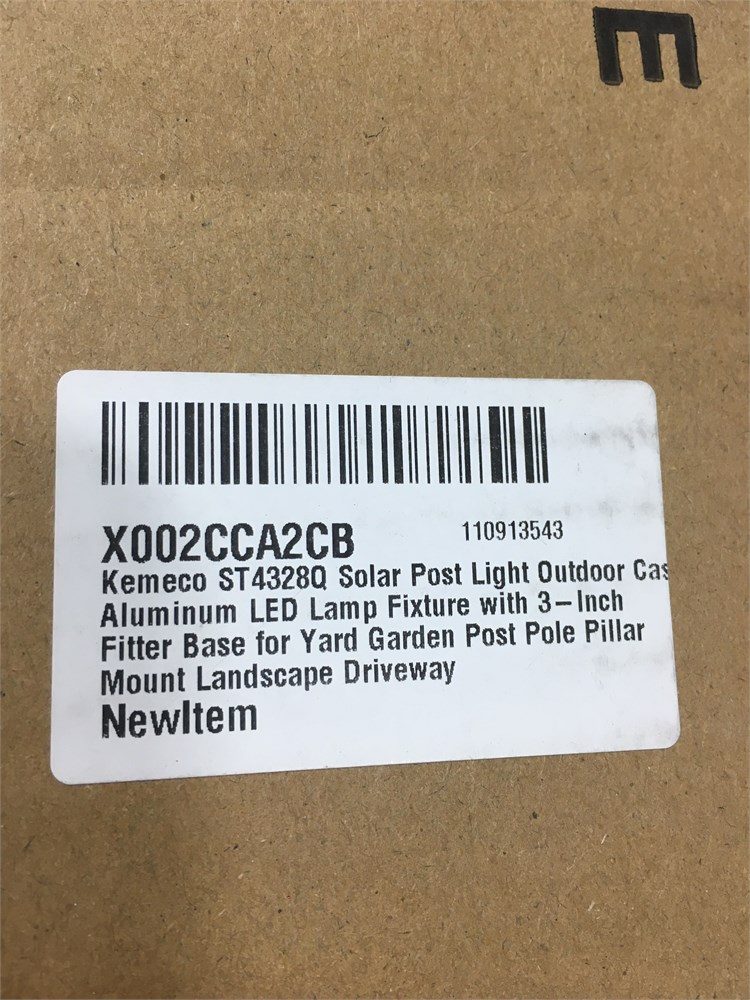 E
X002CCA2CB 110913543
Kemeco ST4328Q Solar Post Light Outdoor Cas
Aluminum LED Lamp Fixture with 3-Inch
Fitter Base for Yard Garden Post Pole Pillar
Mount Landscape Driveway
NewItem